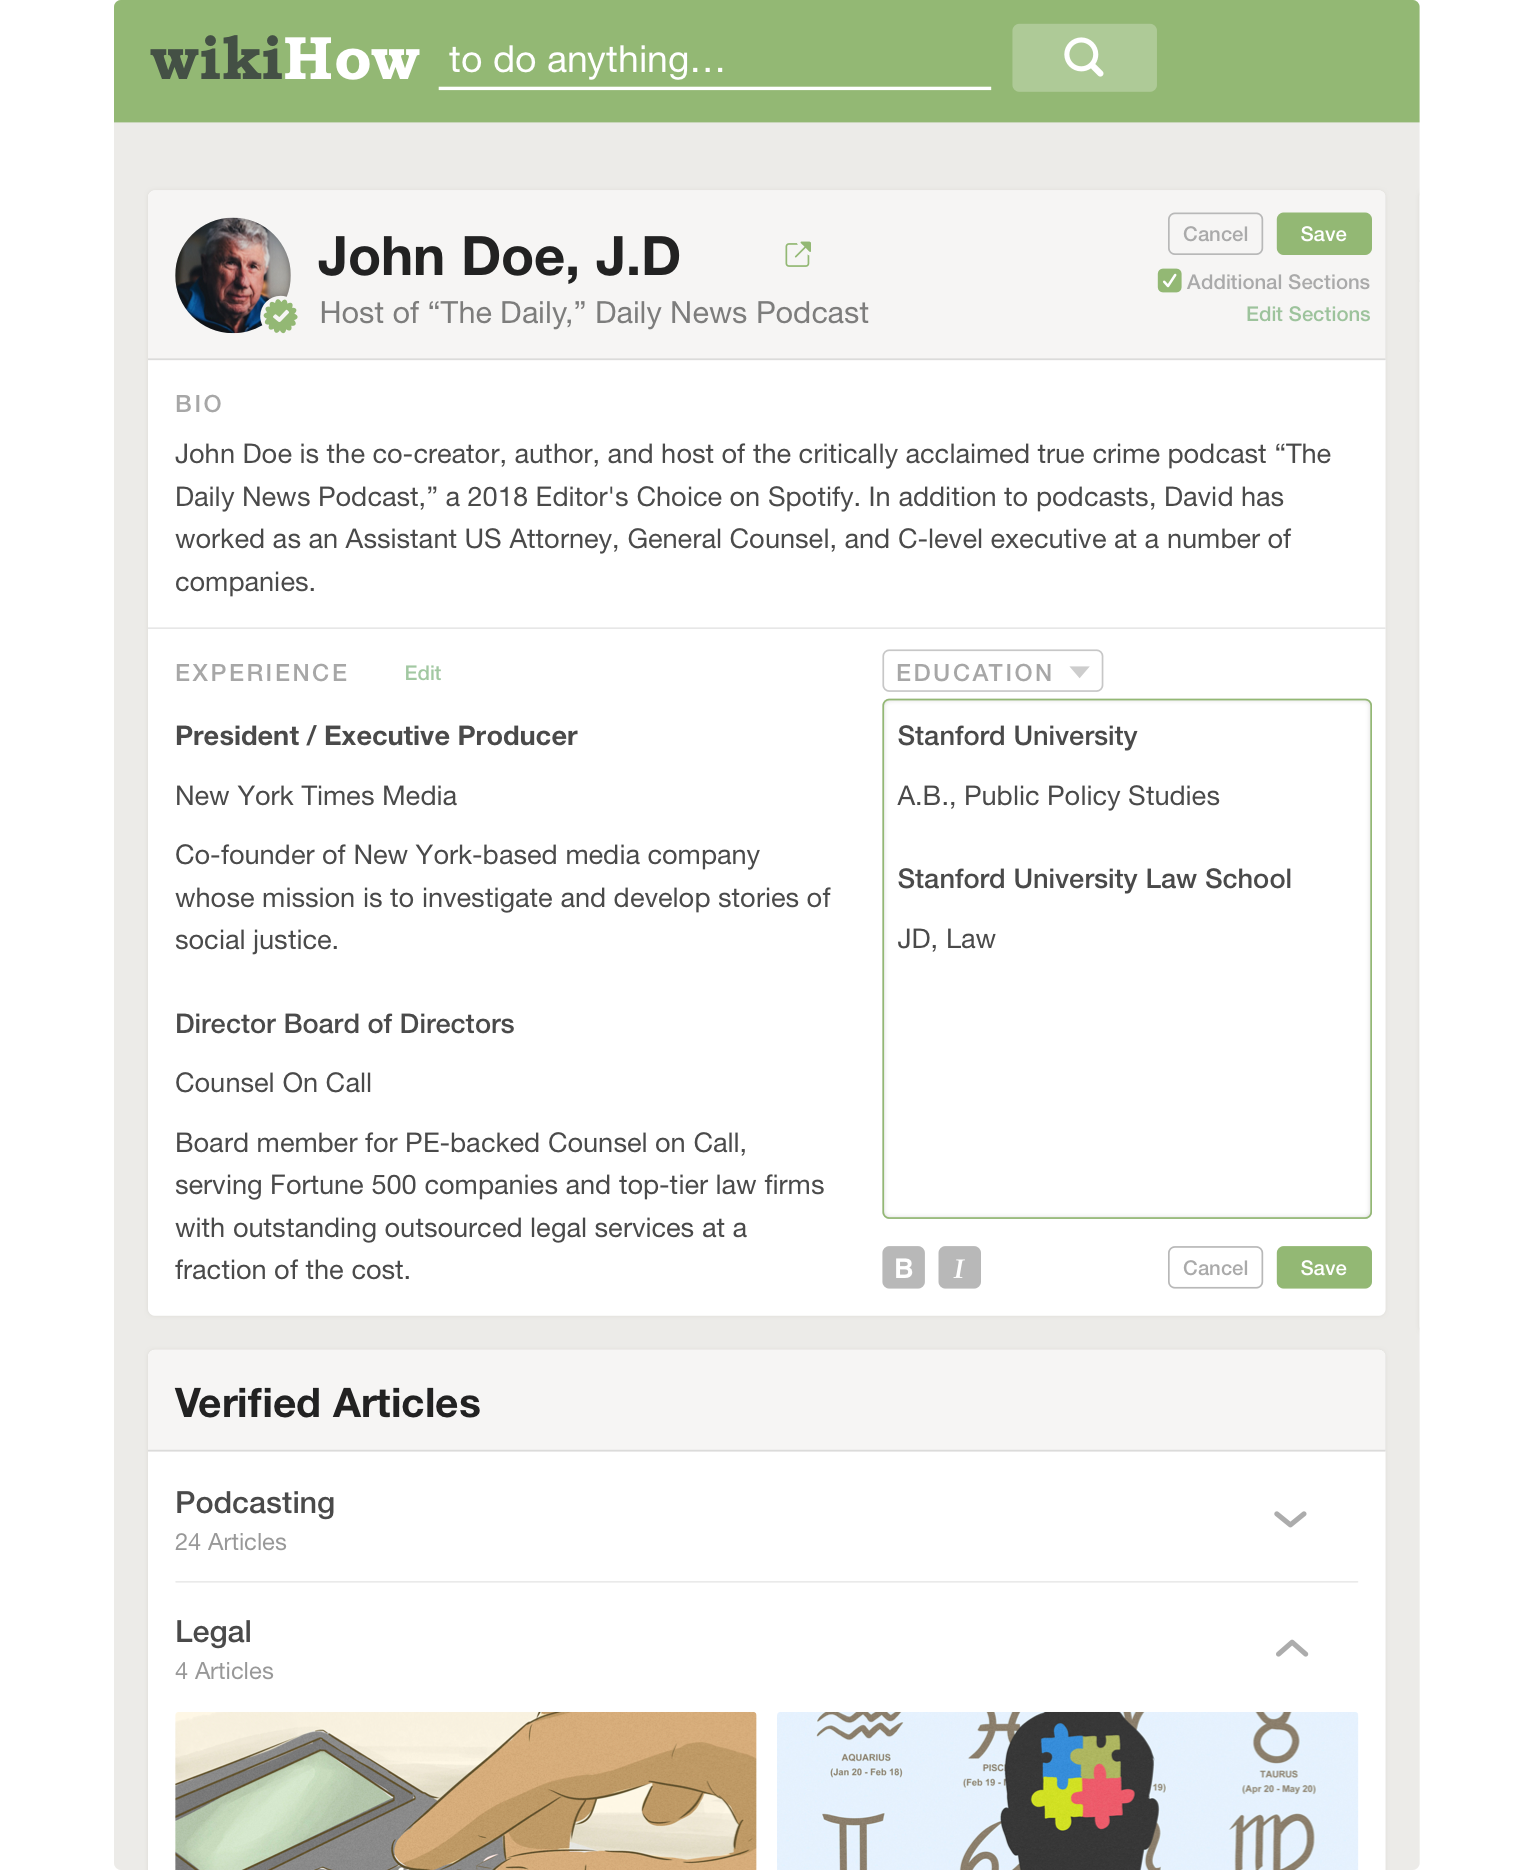 wikiHow to do anything...
John Doe, J.D
Host of “The Daily,” Daily News Podcast
Cancel Save
Additional Sections
Edit Sections
BIO
John Doe is the co-creator, author, and host of the critically acclaimed true crime podcast “The
Daily News Podcast,” a 2018 Editor's Choice on Spotify. In addition to podcasts, David has
worked as an Assistant US Attorney, General Counsel, and C-level executive at a number of
companies.
EXPERIENCE Edit
President / Executive Producer
New York Times Media
Co-founder of New York-based media company
whose mission is to investigate and develop stories of
social justice.
Director Board of Directors
Counsel On Call
Board member for PE-backed Counsel on Call,
serving Fortune 500 companies and top-tier law firms
with outstanding outsourced legal services at a
fraction of the cost.
EDUCATION
Stanford University
A.B., Public Policy Studies
Stanford University Law School
JD, Law
B I Cancel Save
Verified Articles
Podcasting
24 Articles
Legal
4 Articles
AQUARIUS
(Jan 20 - Feb 18)
(Feb 19 -
19)
TAURUS
(Apr 20 - May 20)